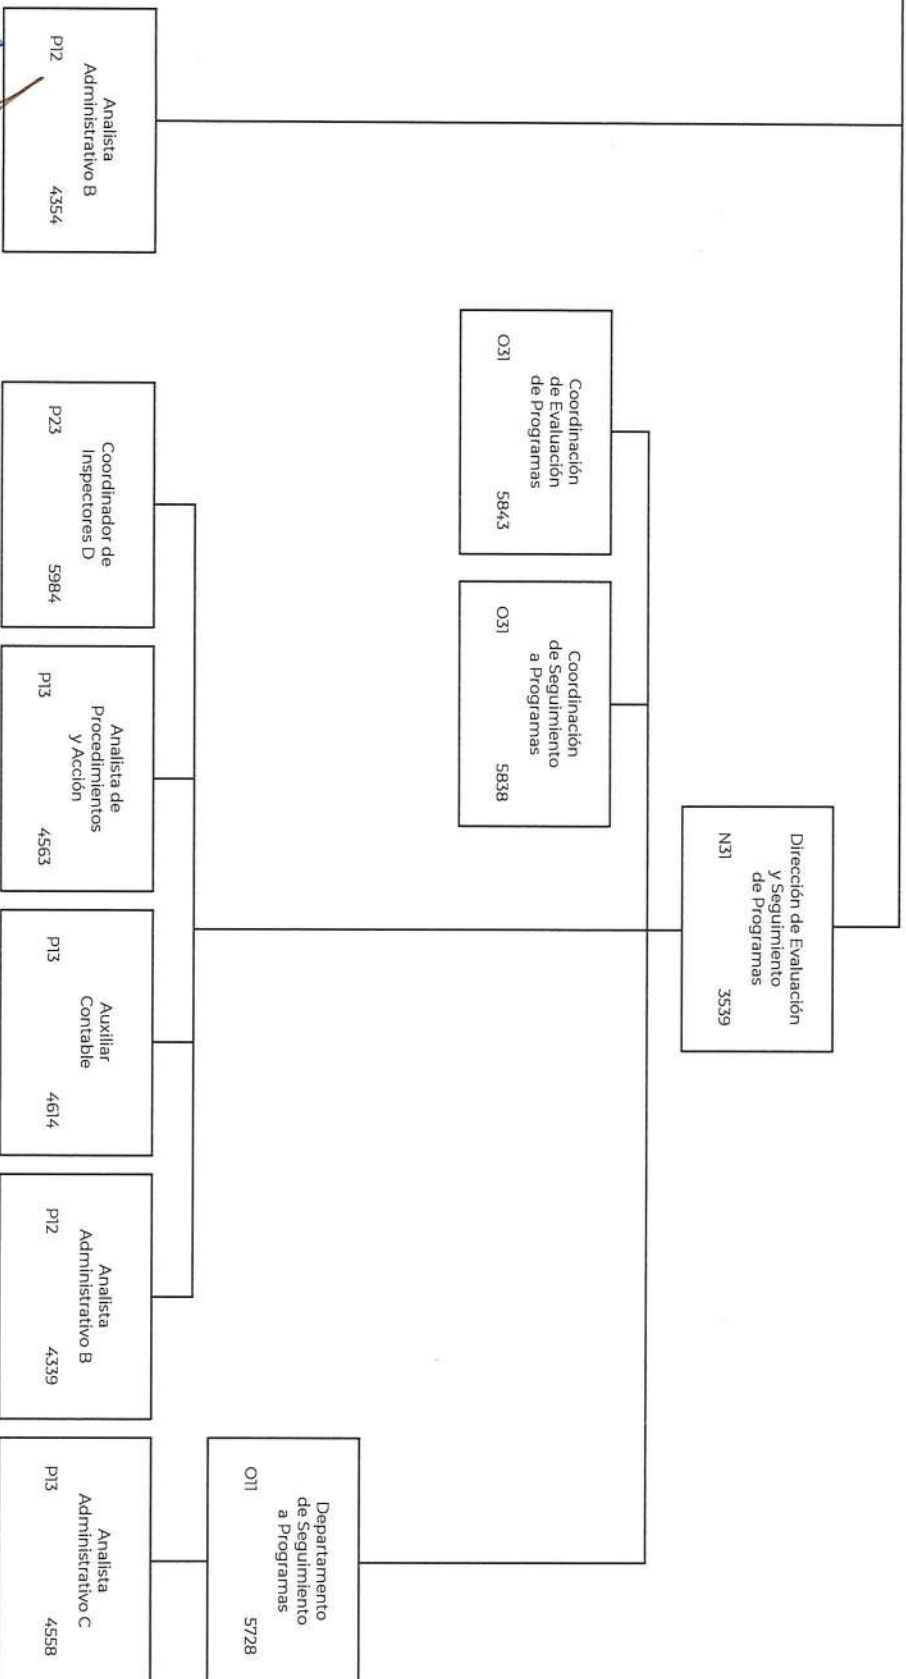 Dirección de Evaluación
y Seguimiento
de Programas
N31 3539
Coordinación
de Evaluación
de Programas
O31 5843
Coordinación
de Seguimiento
a Programas
O31 5838
Departamento
de Seguimiento
a Programas
O11 5728
Analista
Administrativo B
P12 4354
Coordinador de
Inspectores D
P23 5984
Analista de
Procedimientos
y Acción
P13 4563
Auxiliar
Contable
P13 4614
Analista
Administrativo B
P12 4339
Analista
Administrativo C
P13 4558